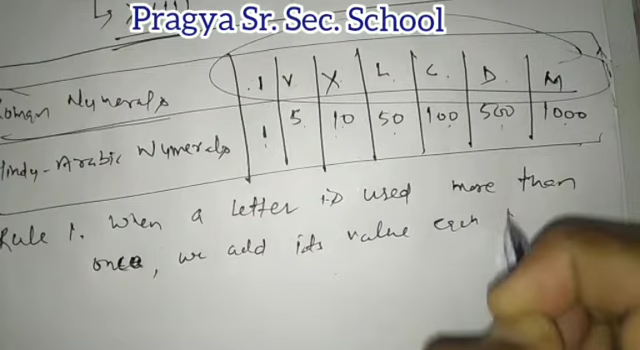 Pragya Sr. Sec. School
Roman Numerals I V X L C. D. M
Hindu-Arabic Numerals 1 5 10 50 100 500 1000
Rule 1. When a letter is used more than
once, we add its value each